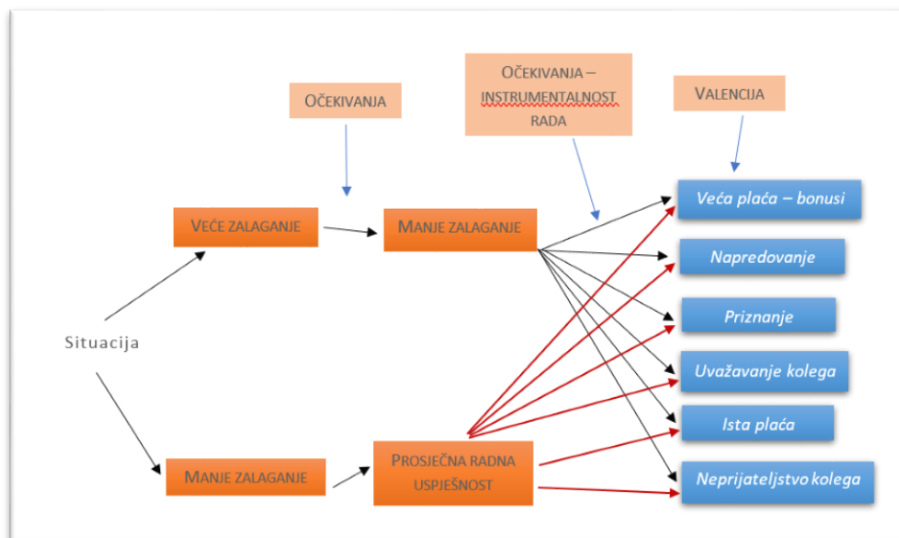 OČEKIVANJA
OČEKIVANJA –
INSTRUMENTALNOST
RADA
VALENCIJA
VEĆE ZALAGANJE
MANJE ZALAGANJE
Veća plaća – bonusi
Napredovanje
Priznanje
Situacija
Uvažavanje kolega
Ista plaća
MANJE ZALAGANJE
PROSJEČNA RADNA
USPJEŠNOST
Neprijateljstvo kolega